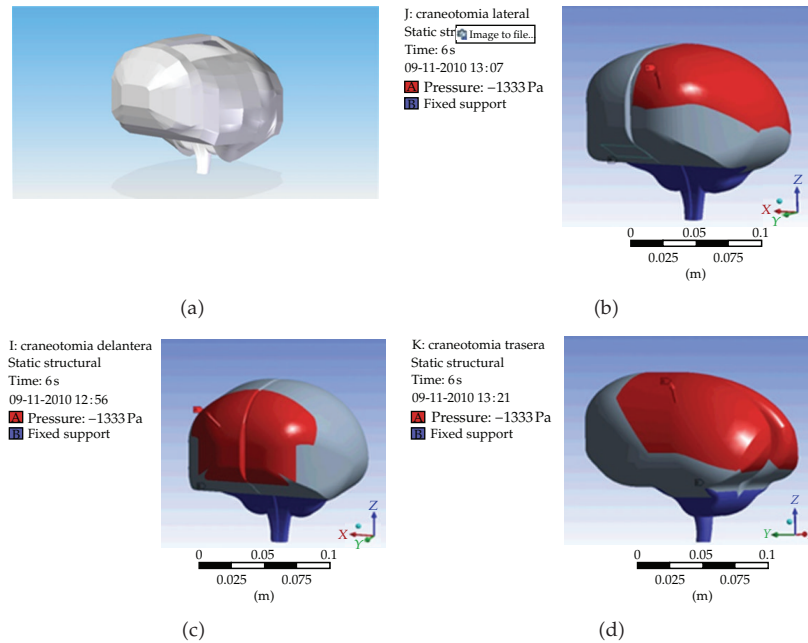 J: craneotomia lateral
Static str Image to file...
Time: 6 s
09-11-2010 13:07
A Pressure: −1333 Pa
B Fixed support
Z
X
Y
0 0.05 0.1
0.025 0.075
(m)
(a)
(b)
I: craneotomia delantera
Static structural
Time: 6 s
09-11-2010 12:56
A Pressure: −1333 Pa
B Fixed support
Z
X
Y
0 0.05 0.1
0.025 0.075
(m)
(c)
K: craneotomia trasera
Static structural
Time: 6 s
09-11-2010 13:21
A Pressure: −1333 Pa
B Fixed support
Z
Y
0 0.05 0.1
0.025 0.075
(m)
(d)